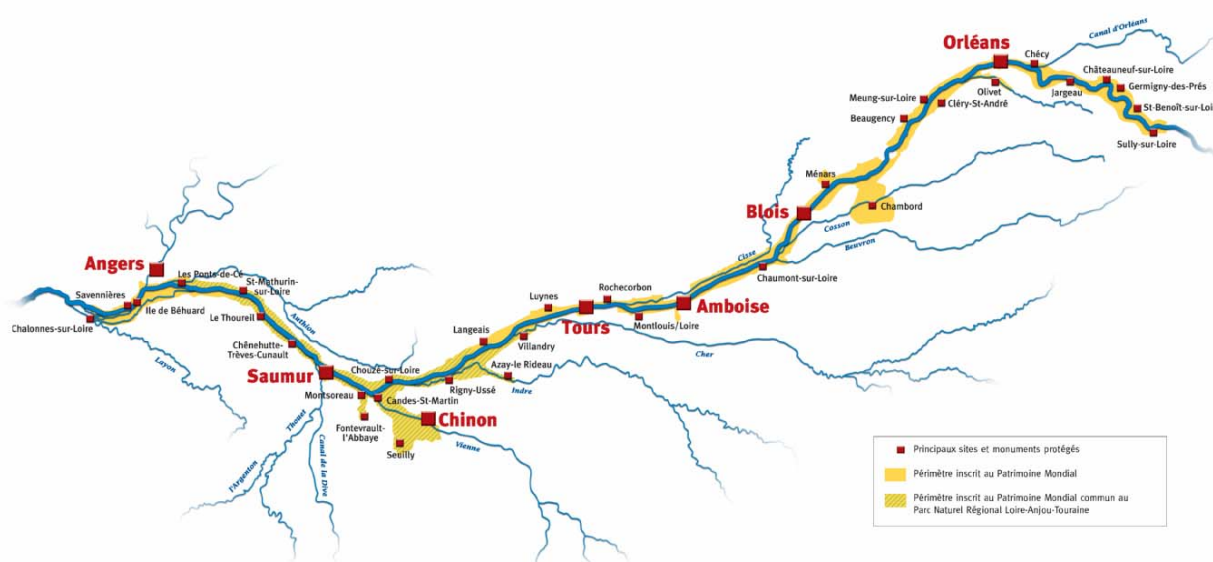 Canal d'Orléans
Orléans
Chécy
Châteauneuf-sur-Loire
Germigny-des-Prés
Jargeau
St-Benoît-sur-Loi
Sully-sur-Loire
Olivet
Meung-sur-Loire
Cléry-St-André
Beaugency
Ménars
Chambord
Blois
Cosson
Beuvron
Cisse
Chaumont-sur-Loire
Amboise
Rochecorbon
Luynes
Tours
Montlouis/Loire
Cher
Langeais
Villandry
Azay-le Rideau
Indre
Rigny-Ussé
Chouzé-sur-Loire
Angers
Les Ponts-de-Cé
St-Mathurin-
sur-Loire
Savennières
Ile de Béhuard
Chalonnes-sur-Loire
Le Thoureil
Authion
Layon
Chênehutte-
Trèves-Cunault
Saumur
Montsoreau
Candes-St-Martin
Fontevrault-
l'Abbaye
Chinon
Seuilly
Vienne
Thouet
l'Argenton
Canal de la Dive
Principaux sites et monuments protégés
Périmètre inscrit au Patrimoine Mondial
Périmètre inscrit au Patrimoine Mondial commun au
Parc Naturel Régional Loire-Anjou-Touraine